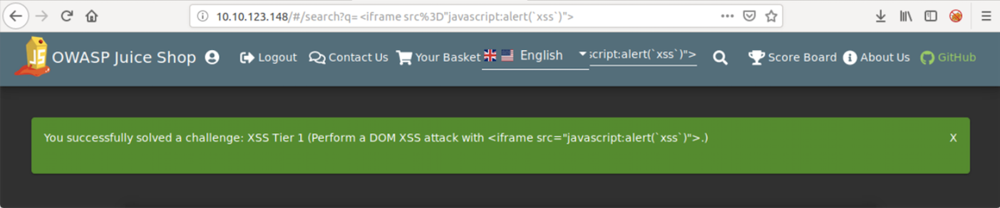 10.10.123.148/#/search?q= <iframe src%3D"javascript:alert(`xss`)">
JS OWASP Juice Shop Logout Contact Us Your Basket English script:alert(`xss`)"> Score Board About Us GitHub
You successfully solved a challenge: XSS Tier 1 (Perform a DOM XSS attack with <iframe src="javascript:alert(`xss`)">.) X